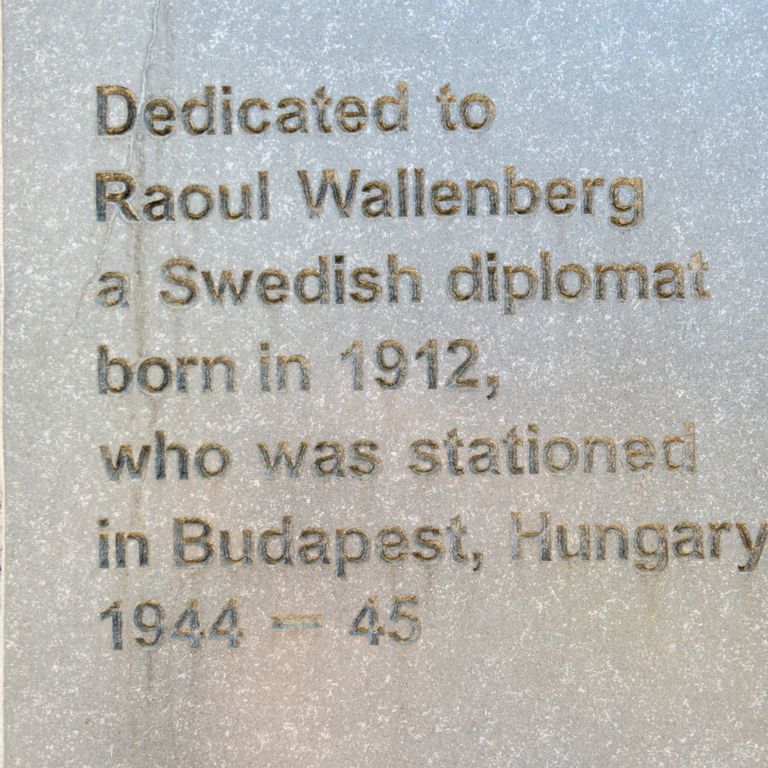 Dedicated to
Raoul Wallenberg
a Swedish diplomat
born in 1912,
who was stationed
in Budapest, Hungary
1944 – 45